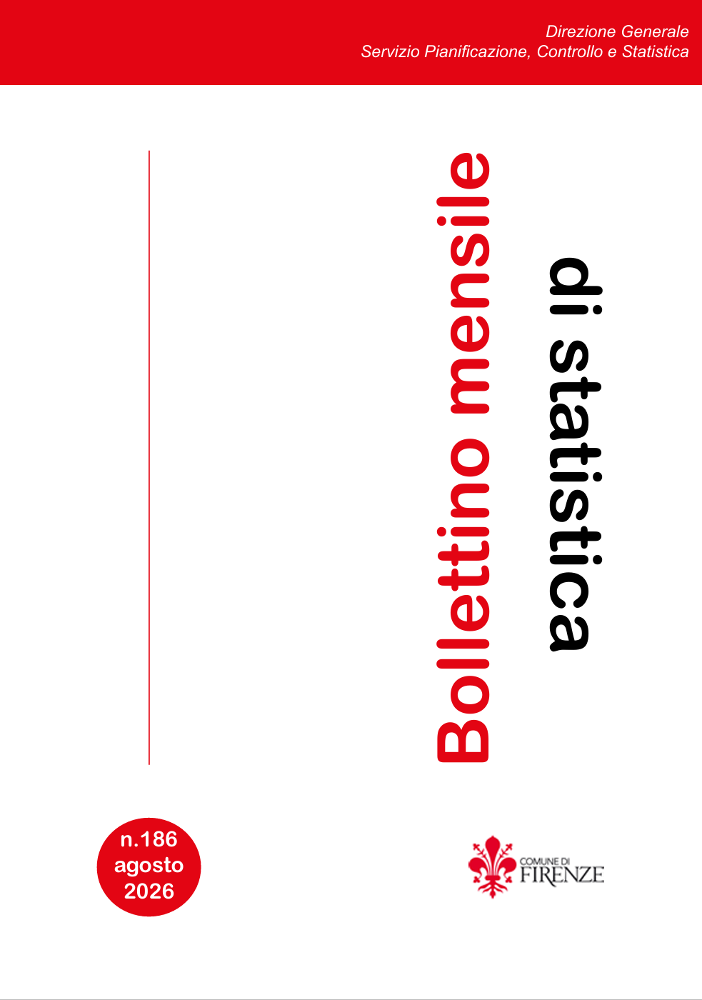 Direzione Generale
Servizio Pianificazione, Controllo e Statistica
Bollettino mensile
di statistica
n.186
agosto
2026
COMUNE DI
FIRENZE